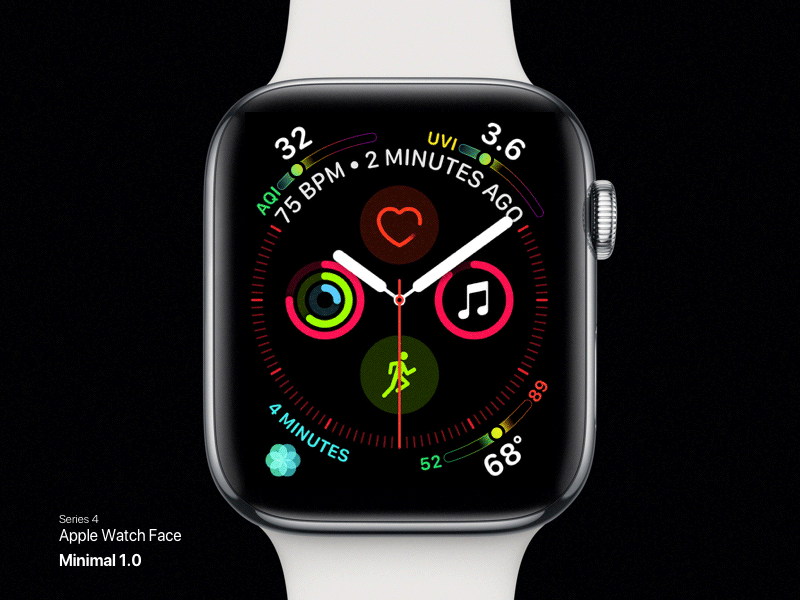 32
AQI
UVI
3.6
75 BPM • 2 MINUTES AGO
4 MINUTES
52
68°
89
Series 4
Apple Watch Face
Minimal 1.0